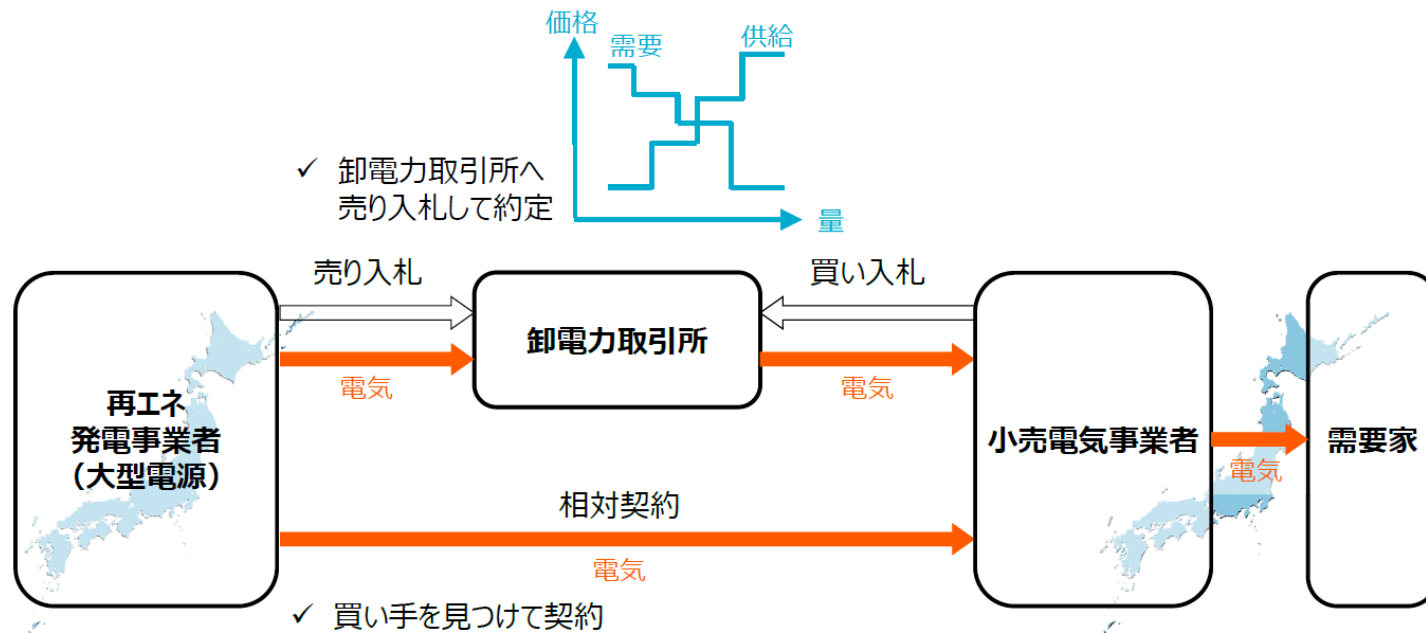 価格
需要
供給
量
✓ 卸電力取引所へ
売り入札して約定
売り入札
買い入札
卸電力取引所
電気
電気
再エネ
発電事業者
（大型電源）
小売電気事業者
電気
需要家
相対契約
電気
✓ 買い手を見つけて契約